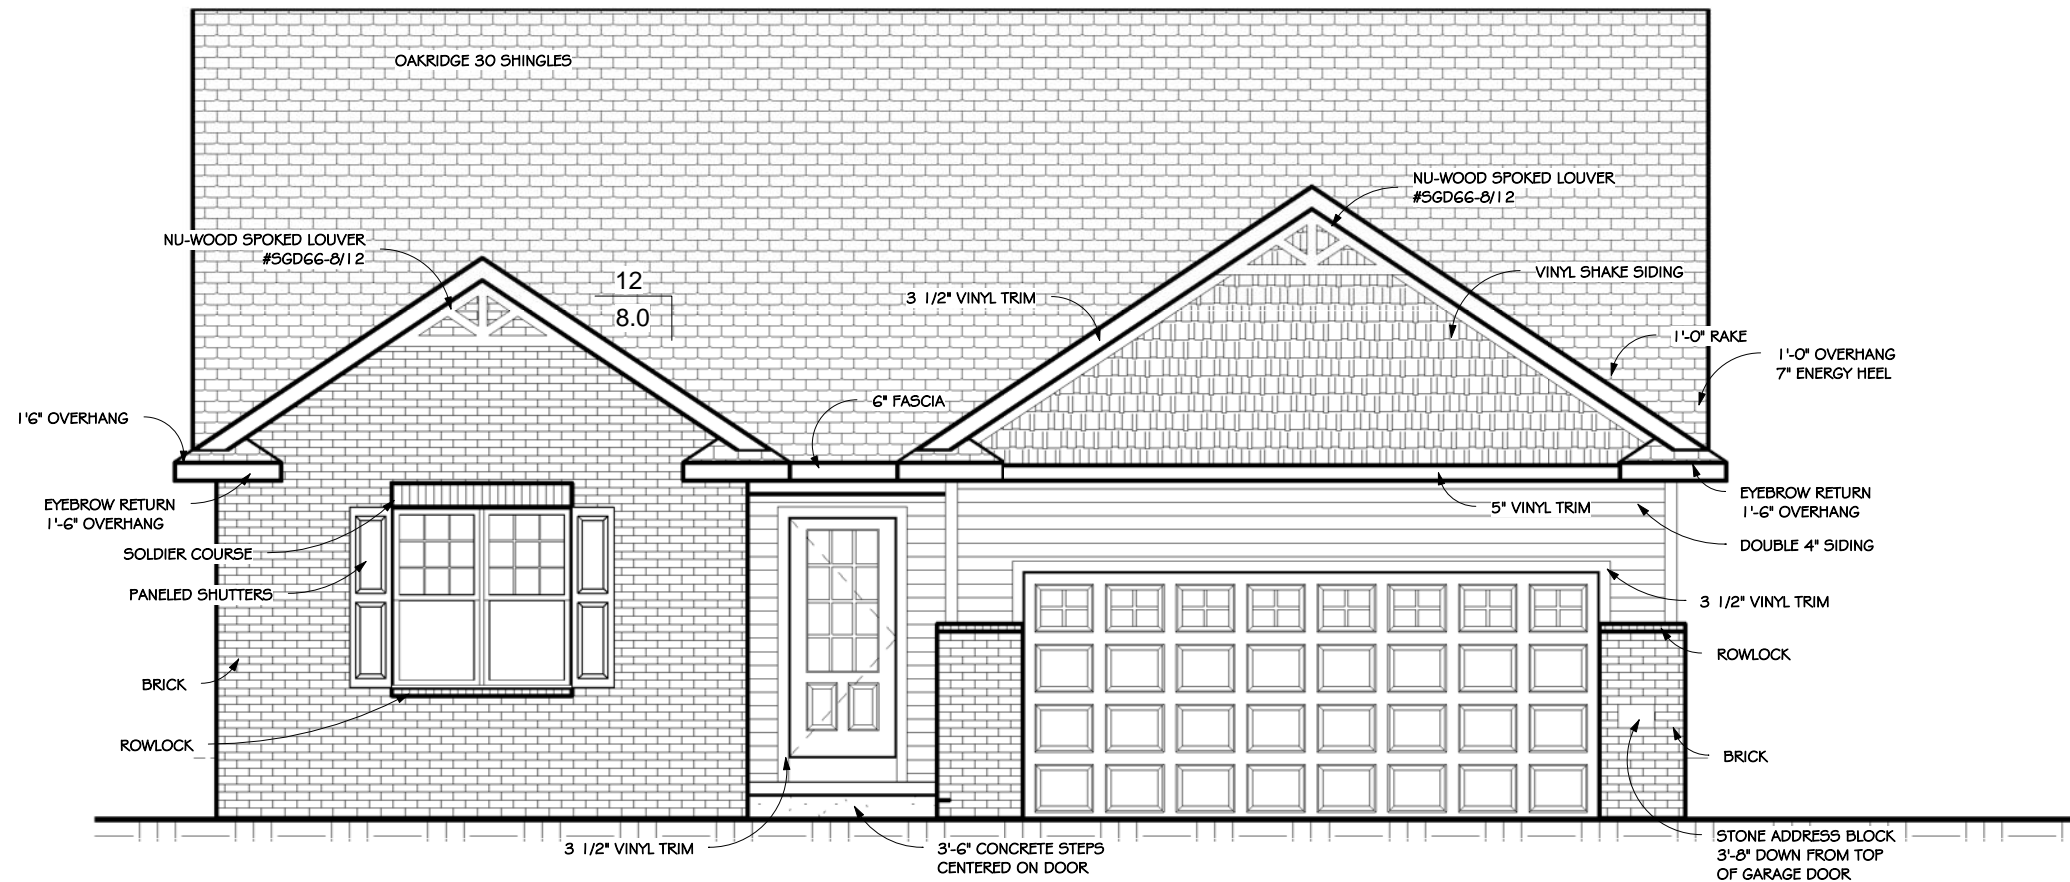 OAKRIDGE 30 SHINGLES
NU-WOOD SPOKED LOUVER
#SGD66-8/12
NU-WOOD SPOKED LOUVER
#SGD66-8/12
12
8.0
3 1/2" VINYL TRIM
VINYL SHAKE SIDING
1'-0" RAKE
1'-0" OVERHANG
7" ENERGY HEEL
1'6" OVERHANG
6" FASCIA
EYEBROW RETURN
1'-6" OVERHANG
5" VINYL TRIM
EYEBROW RETURN
1'-6" OVERHANG
SOLDIER COURSE
DOUBLE 4" SIDING
PANELED SHUTTERS
3 1/2" VINYL TRIM
ROWLOCK
BRICK
ROWLOCK
BRICK
3 1/2" VINYL TRIM
3'-6" CONCRETE STEPS
CENTERED ON DOOR
STONE ADDRESS BLOCK
3'-8" DOWN FROM TOP
OF GARAGE DOOR